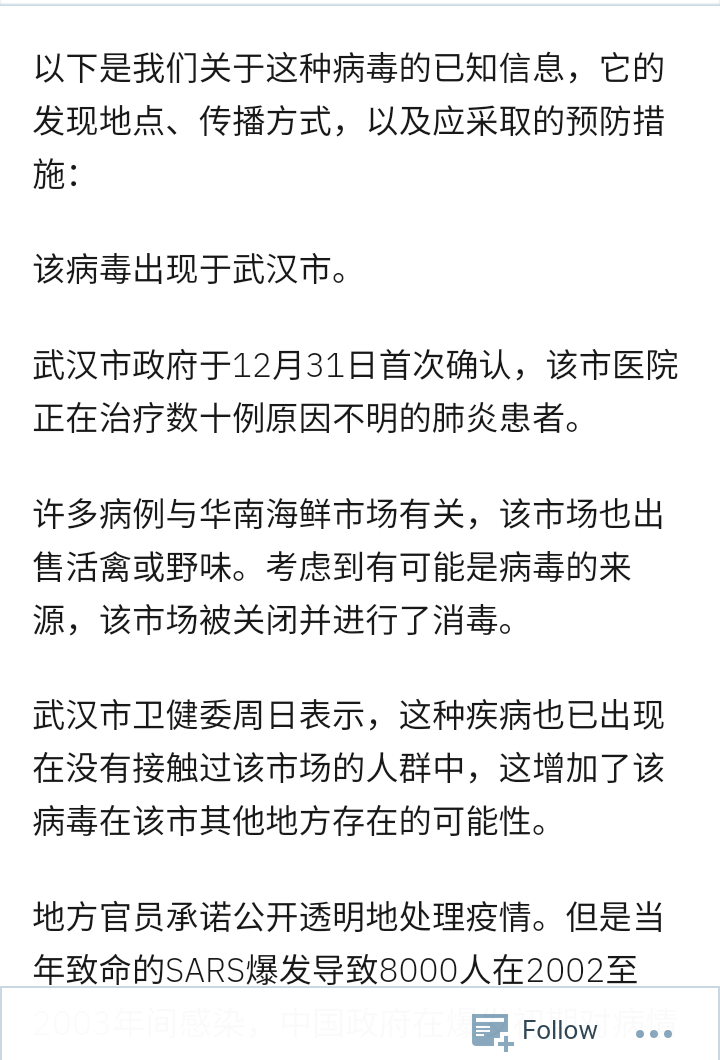 以下是我们关于这种病毒的已知信息，它的
发现地点、传播方式，以及应采取的预防措
施：
该病毒出现于武汉市。
武汉市政府于12月31日首次确认，该市医院
正在治疗数十例原因不明的肺炎患者。
许多病例与华南海鲜市场有关，该市场也出
售活禽或野味。考虑到有可能是病毒的来
源，该市场被关闭并进行了消毒。
武汉市卫健委周日表示，这种疾病也已出现
在没有接触过该市场的人群中，这增加了该
病毒在该市其他地方存在的可能性。
地方官员承诺公开透明地处理疫情。但是当
年致命的SARS爆发导致8000人在2002至
2003年间感染，中国政府在爆
Follow